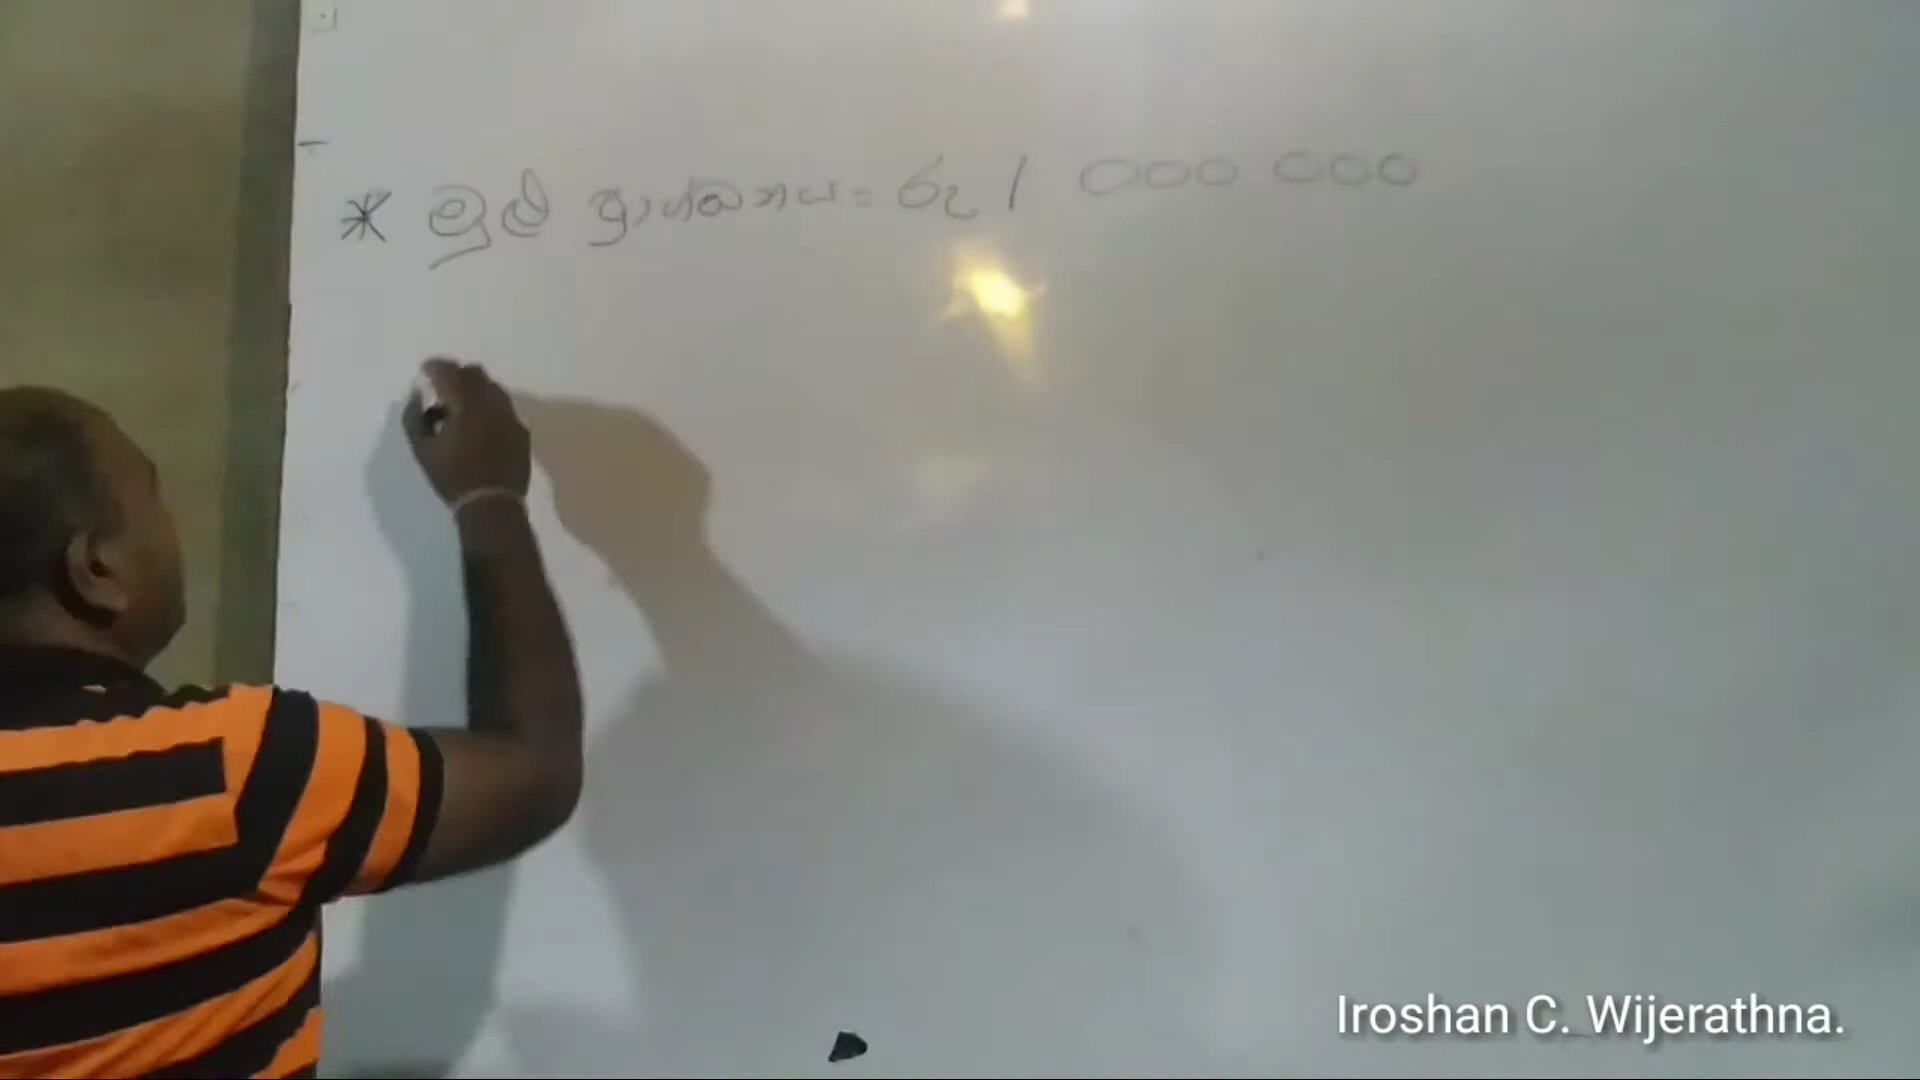 * මුළු ප්‍රාග්ධනය = රු 1 000 000
Iroshan C. Wijerathna.